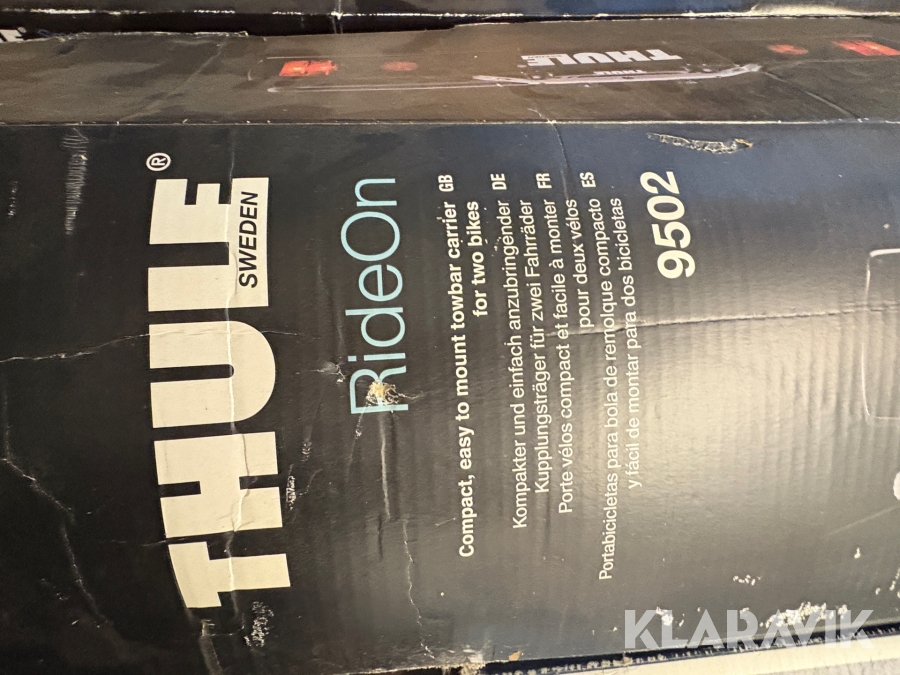 THULE
THULE
THULE®
SWEDEN
RideOn
Compact, easy to mount towbar carrier GB
for two bikes
Kompakter und einfach anzubringender DE
Kupplungsträger für zwei Fahrräder
Porte vélos compact et facile à monter FR
pour deux vélos
Portabicicletas para bola de remolque compacto ES
y fácil de montar para dos bicicletas
9502
KLARAVIK